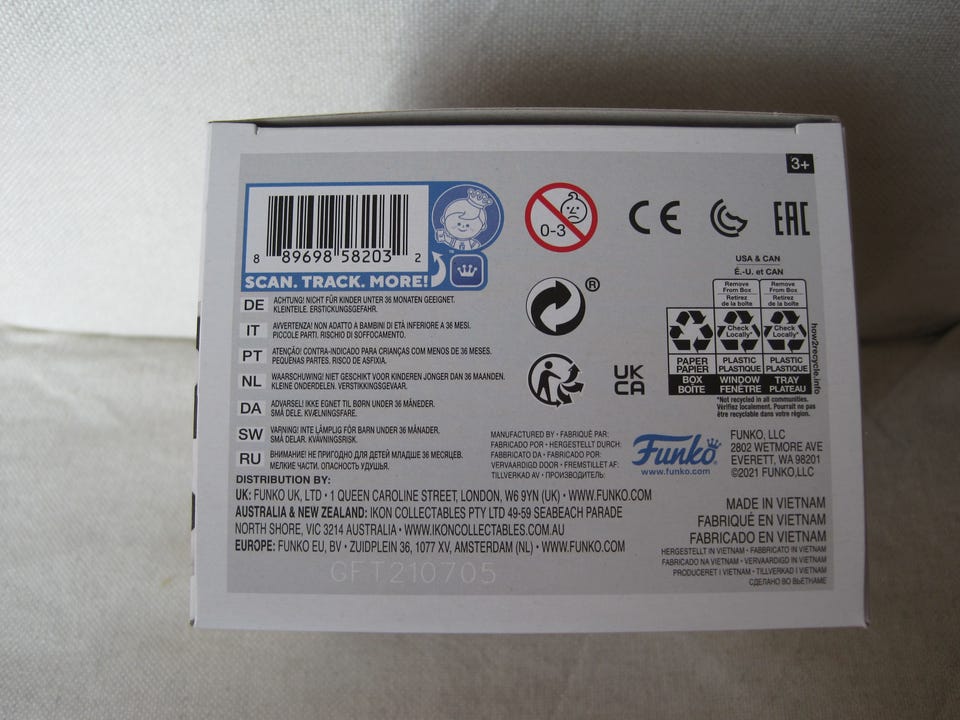 3+
8 89698 58203 2
SCAN. TRACK. MORE!
™
0-3
CE
EAC
®
UK
CA
USA & CAN
É.-U. et CAN
Remove From Box
Retirez de la boîte
PAPER
PAPIER
BOX
BOÎTE
Remove From Box
Retirez de la boîte
Check Locally*
PLASTIC
PLASTIQUE
WINDOW
FENÊTRE
Check Locally*
PLASTIC
PLASTIQUE
TRAY
PLATEAU
how2recycle.info
*Not recycled in all communities.
Vérifiez localement. Pourrait ne pas
être recyclable dans votre région.
DE ACHTUNG! NICHT FÜR KINDER UNTER 36 MONATEN GEEIGNET.
KLEINTEILE. ERSTICKUNGSGEFAHR.
IT AVVERTENZA! NON ADATTO A BAMBINI DI ETÀ INFERIORE A 36 MESI.
PICCOLE PARTI. RISCHIO DI SOFFOCAMENTO.
PT ATENÇÃO! CONTRA-INDICADO PARA CRIANÇAS COM MENOS DE 36 MESES.
PEQUENAS PARTES. RISCO DE ASFIXIA.
NL WAARSCHUWING! NIET GESCHIKT VOOR KINDEREN JONGER DAN 36 MAANDEN.
KLEINE ONDERDELEN. VERSTIKKINGSGEVAAR.
DA ADVARSEL! IKKE EGNET TIL BØRN UNDER 36 MÅNEDER.
SMÅ DELE. KVÆLNINGSFARE.
SW VARNING! INTE LÄMPLIG FÖR BARN UNDER 36 MÅNADER.
SMÅ DELAR. KVÄVNINGSRISK.
RU ВНИМАНИЕ! НЕ ПРИГОДНО ДЛЯ ДЕТЕЙ МЛАДШЕ 36 МЕСЯЦЕВ.
МЕЛКИЕ ЧАСТИ. ОПАСНОСТЬ УДУШЬЯ.
MANUFACTURED BY • FABRIQUÉ PAR:
FABRICADO POR • HERGESTELLT DURCH:
FABBRICATO DA • FABRICADO POR:
VERVAARDIGD DOOR • FREMSTILLET AF:
TILLVERKAD AV • ПРОИЗВОДИТЕЛЬ:
Funko
www.funko.com
FUNKO, LLC
2802 WETMORE AVE
EVERETT, WA 98201
©2021 FUNKO,LLC
DISTRIBUTION BY:
UK: FUNKO UK, LTD • 1 QUEEN CAROLINE STREET, LONDON, W6 9YN (UK) • WWW.FUNKO.COM
AUSTRALIA & NEW ZEALAND: IKON COLLECTABLES PTY LTD 49-59 SEABEACH PARADE
NORTH SHORE, VIC 3214 AUSTRALIA • WWW.IKONCOLLECTABLES.COM.AU
EUROPE: FUNKO EU, BV • ZUIDPLEIN 36, 1077 XV, AMSTERDAM (NL) • WWW.FUNKO.COM
MADE IN VIETNAM
FABRIQUÉ EN VIETNAM
FABRICADO EN VIETNAM
HERGESTELLT IN VIETNAM • FABBRICATO IN VIETNAM
FABRICADO NA VIETNAM • VERVAARDIGD IN VIETNAM
PRODUCERET I VIETNAM • TILLVERKAD I VIETNAM
СДЕЛАНО ВО ВЬЕТНАМЕ
GFT210705